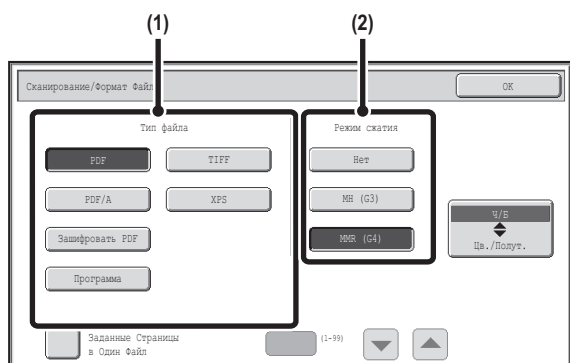 (1) (2)
Сканирование/Формат Файл
OK
Тип файла
Режим сжатия
PDF TIFF
Нет
PDF/A XPS
MH (G3)
Ч/Б
Зашифровать PDF
MMR (G4)
Цв./Полут.
Программа
Заданные Страницы
в Один Файл
(1-99)